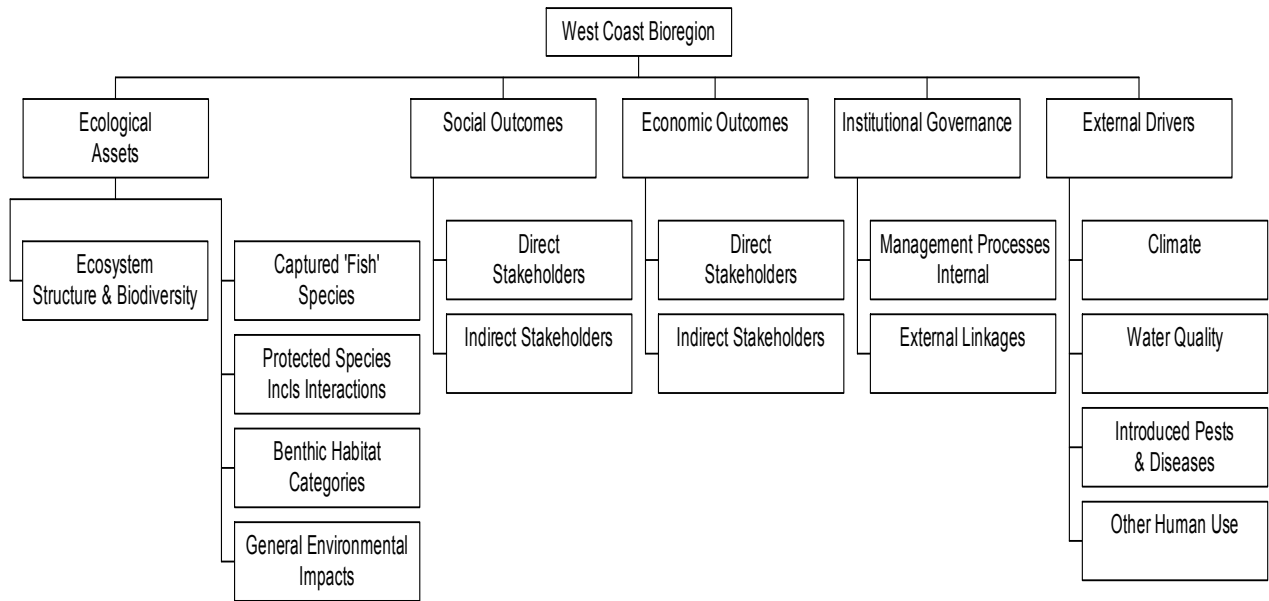 West Coast Bioregion
Ecological
Assets
Social Outcomes
Economic Outcomes
Institutional Governance
External Drivers
Ecosystem
Structure & Biodiversity
Captured 'Fish'
Species
Protected Species
Incls Interactions
Benthic Habitat
Categories
General Environmental
Impacts
Direct
Stakeholders
Indirect Stakeholders
Direct
Stakeholders
Indirect Stakeholders
Management Processes
Internal
External Linkages
Climate
Water Quality
Introduced Pests
& Diseases
Other Human Use